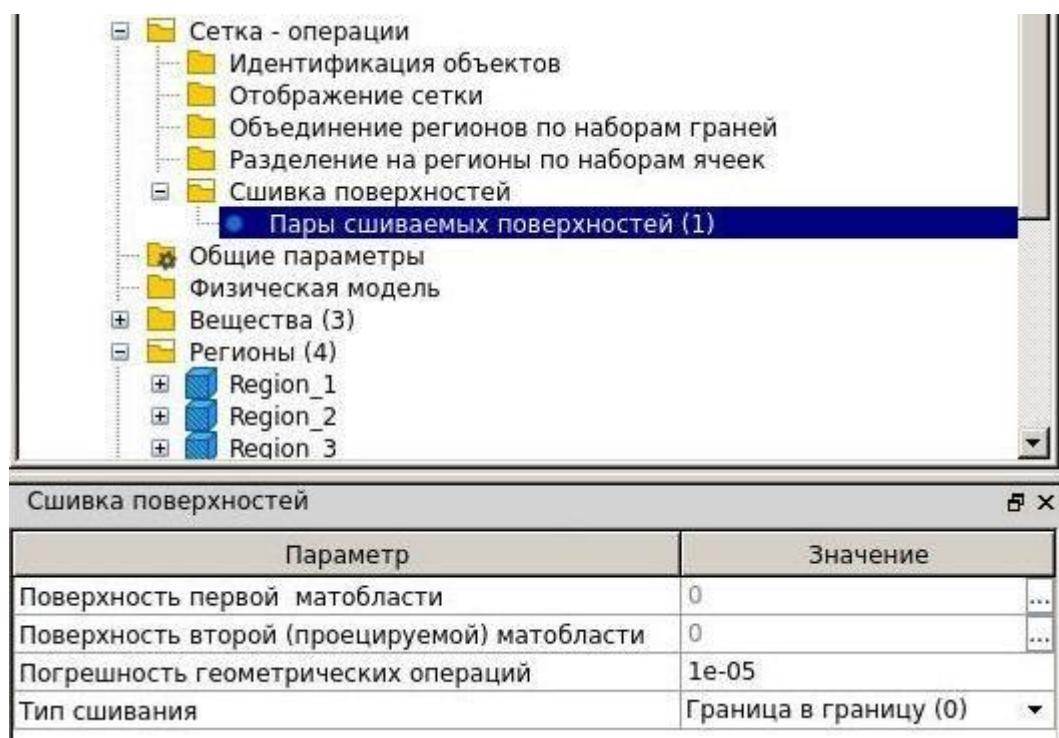 Сетка - операции
Идентификация объектов
Отображение сетки
Объединение регионов по наборам граней
Разделение на регионы по наборам ячеек
Сшивка поверхностей
Пары сшиваемых поверхностей (1)
Общие параметры
Физическая модель
Вещества (3)
Регионы (4)
Region_1
Region_2
Region_3
Сшивка поверхностей
Параметр Значение
Поверхность первой матобласти 0 ...
Поверхность второй (проецируемой) матобласти 0 ...
Погрешность геометрических операций 1e-05
Тип сшивания Граница в границу (0)